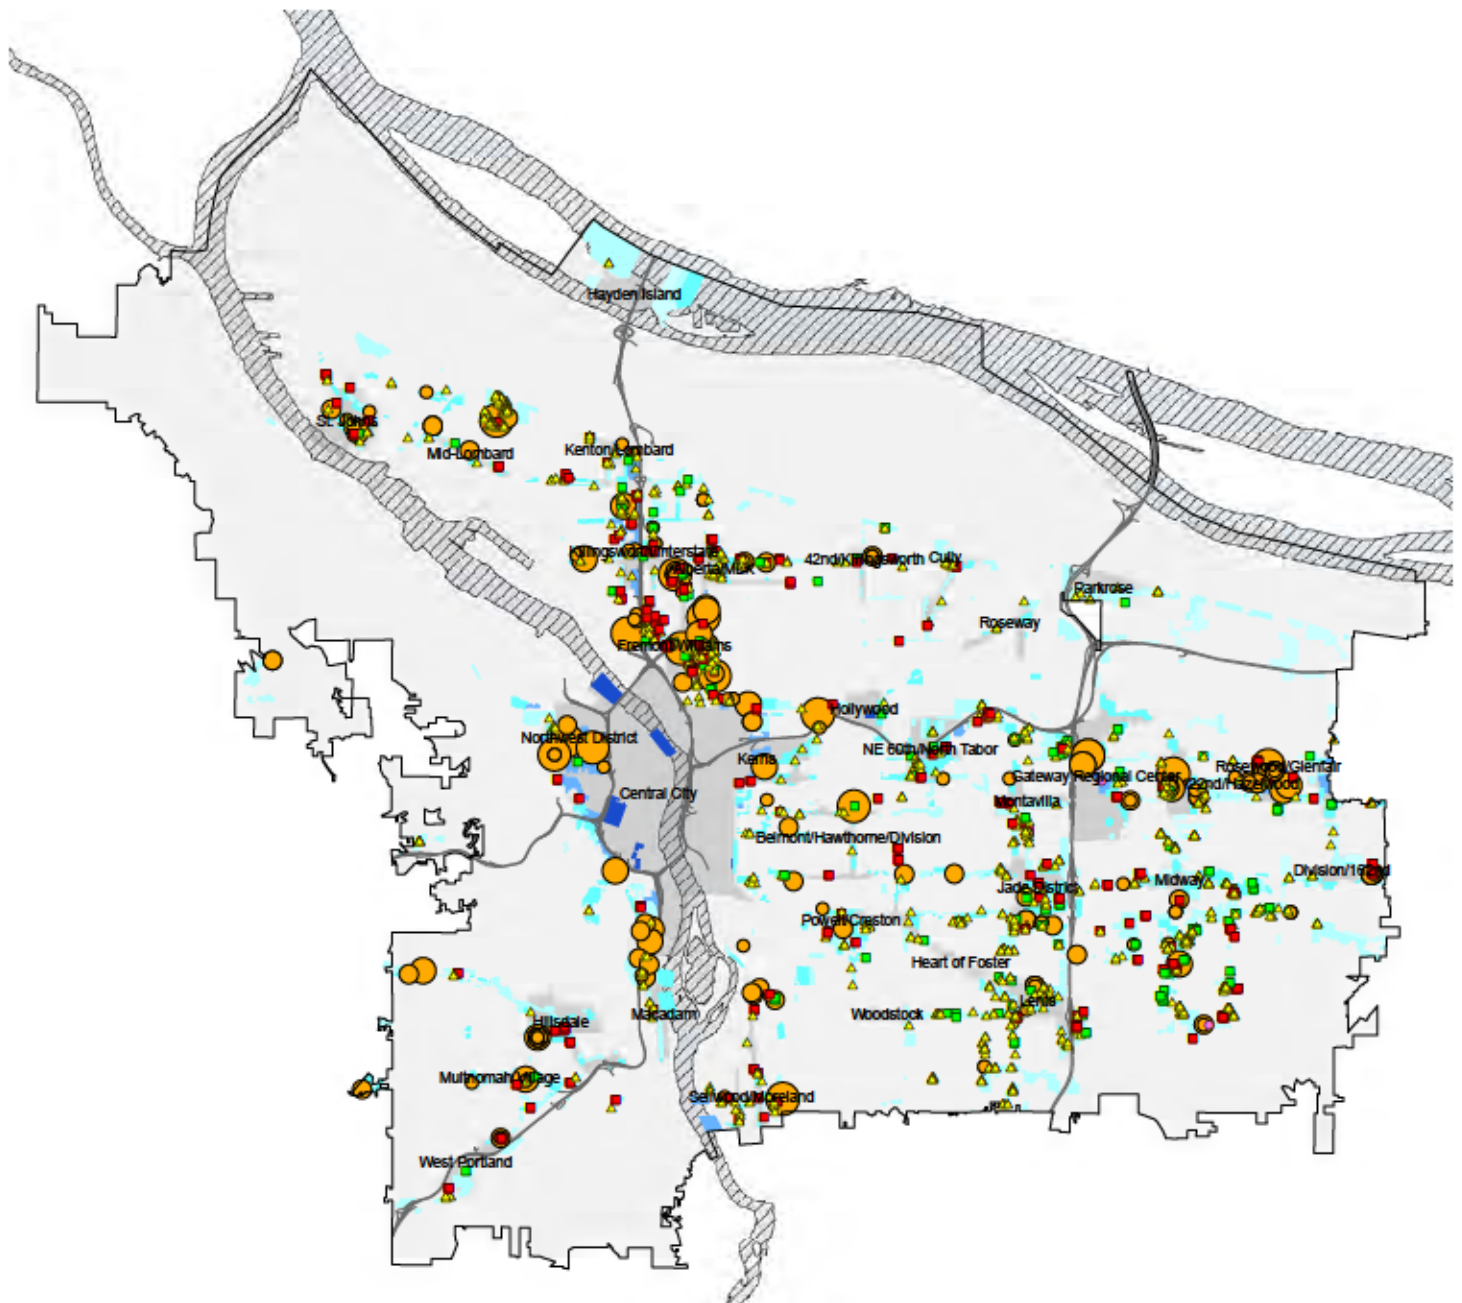 Hayden Island
St. Johns
Mid-Lombard
Kenton/Lombard
Killingsworth/Interstate
Alberta/MLK
42nd/Killingsworth
Cully
Parkrose
Roseway
Fremont/Williams
Hollywood
Northwest District
NE 60th/North Tabor
Kerns
Gateway Regional Center
Rosewood/Glenfair
122nd/Hazelwood
Central City
Montavilla
Belmont/Hawthorne/Division
Division/162nd
Jade District
Midway
Powell/Creston
Heart of Foster
Lents
Woodstock
Macadam
Hillsdale
Multnomah Village
Sellwood/Moreland
West Portland